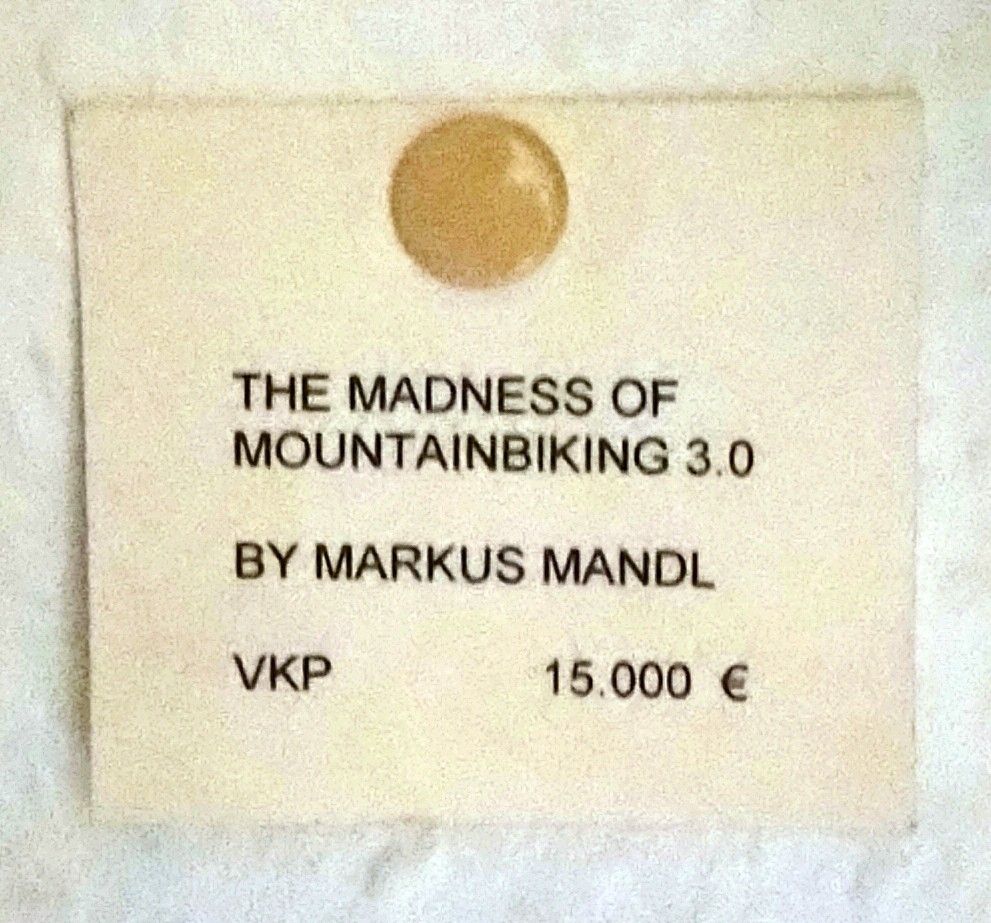 THE MADNESS OF
MOUNTAINBIKING 3.0
BY MARKUS MANDL
VKP 15.000 €